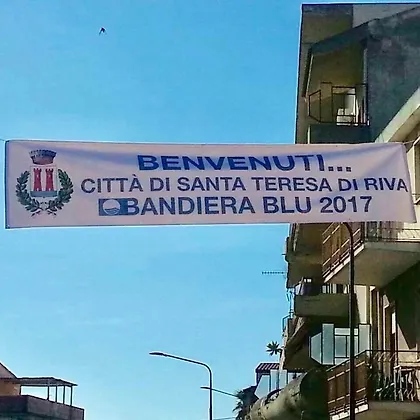 BENVENUTI...
CITTÀ DI SANTA TERESA DI RIVA
BANDIERA BLU 2017